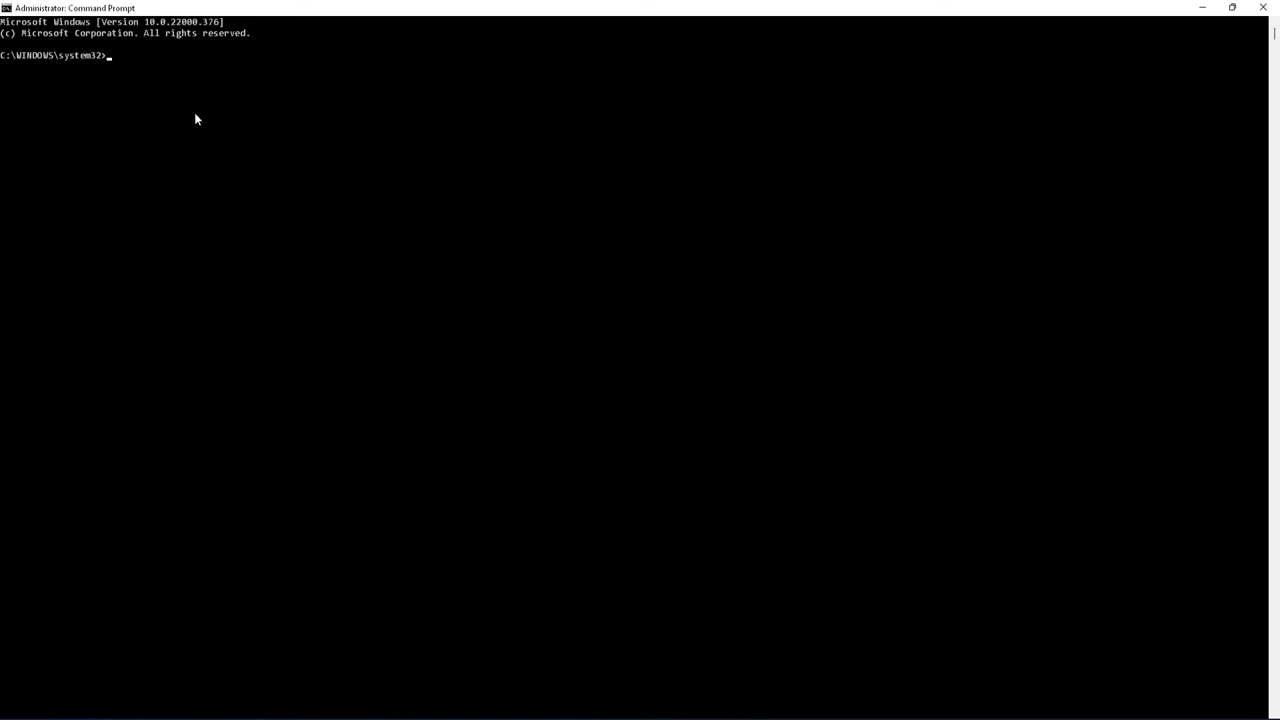 Administrator: Command Prompt
Microsoft Windows [Version 10.0.22000.376]
(c) Microsoft Corporation. All rights reserved.
C:\WINDOWS\system32>